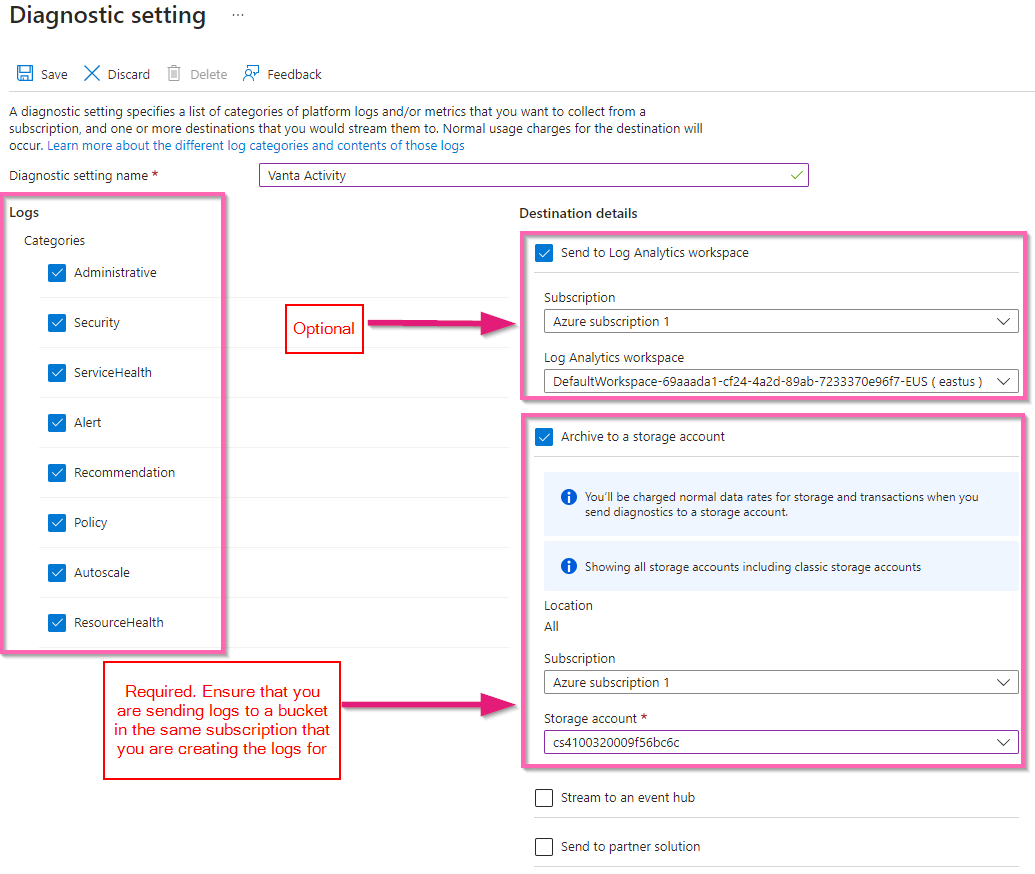 Diagnostic setting ...
Save Discard Delete Feedback
A diagnostic setting specifies a list of categories of platform logs and/or metrics that you want to collect from a
subscription, and one or more destinations that you would stream them to. Normal usage charges for the destination will
occur. Learn more about the different log categories and contents of those logs
Diagnostic setting name *
Vanta Activity
Logs
Categories
Administrative
Security
ServiceHealth
Alert
Recommendation
Policy
Autoscale
ResourceHealth
Optional
Required. Ensure that you
are sending logs to a bucket
in the same subscription that
you are creating the logs for
Destination details
Send to Log Analytics workspace
Subscription
Azure subscription 1
Log Analytics workspace
DefaultWorkspace-69aaada1-cf24-4a2d-89ab-7233370e96f7-EUS ( eastus )
Archive to a storage account
You'll be charged normal data rates for storage and transactions when you
send diagnostics to a storage account.
Showing all storage accounts including classic storage accounts
Location
All
Subscription
Azure subscription 1
Storage account *
cs4100320009f56bc6c
Stream to an event hub
Send to partner solution